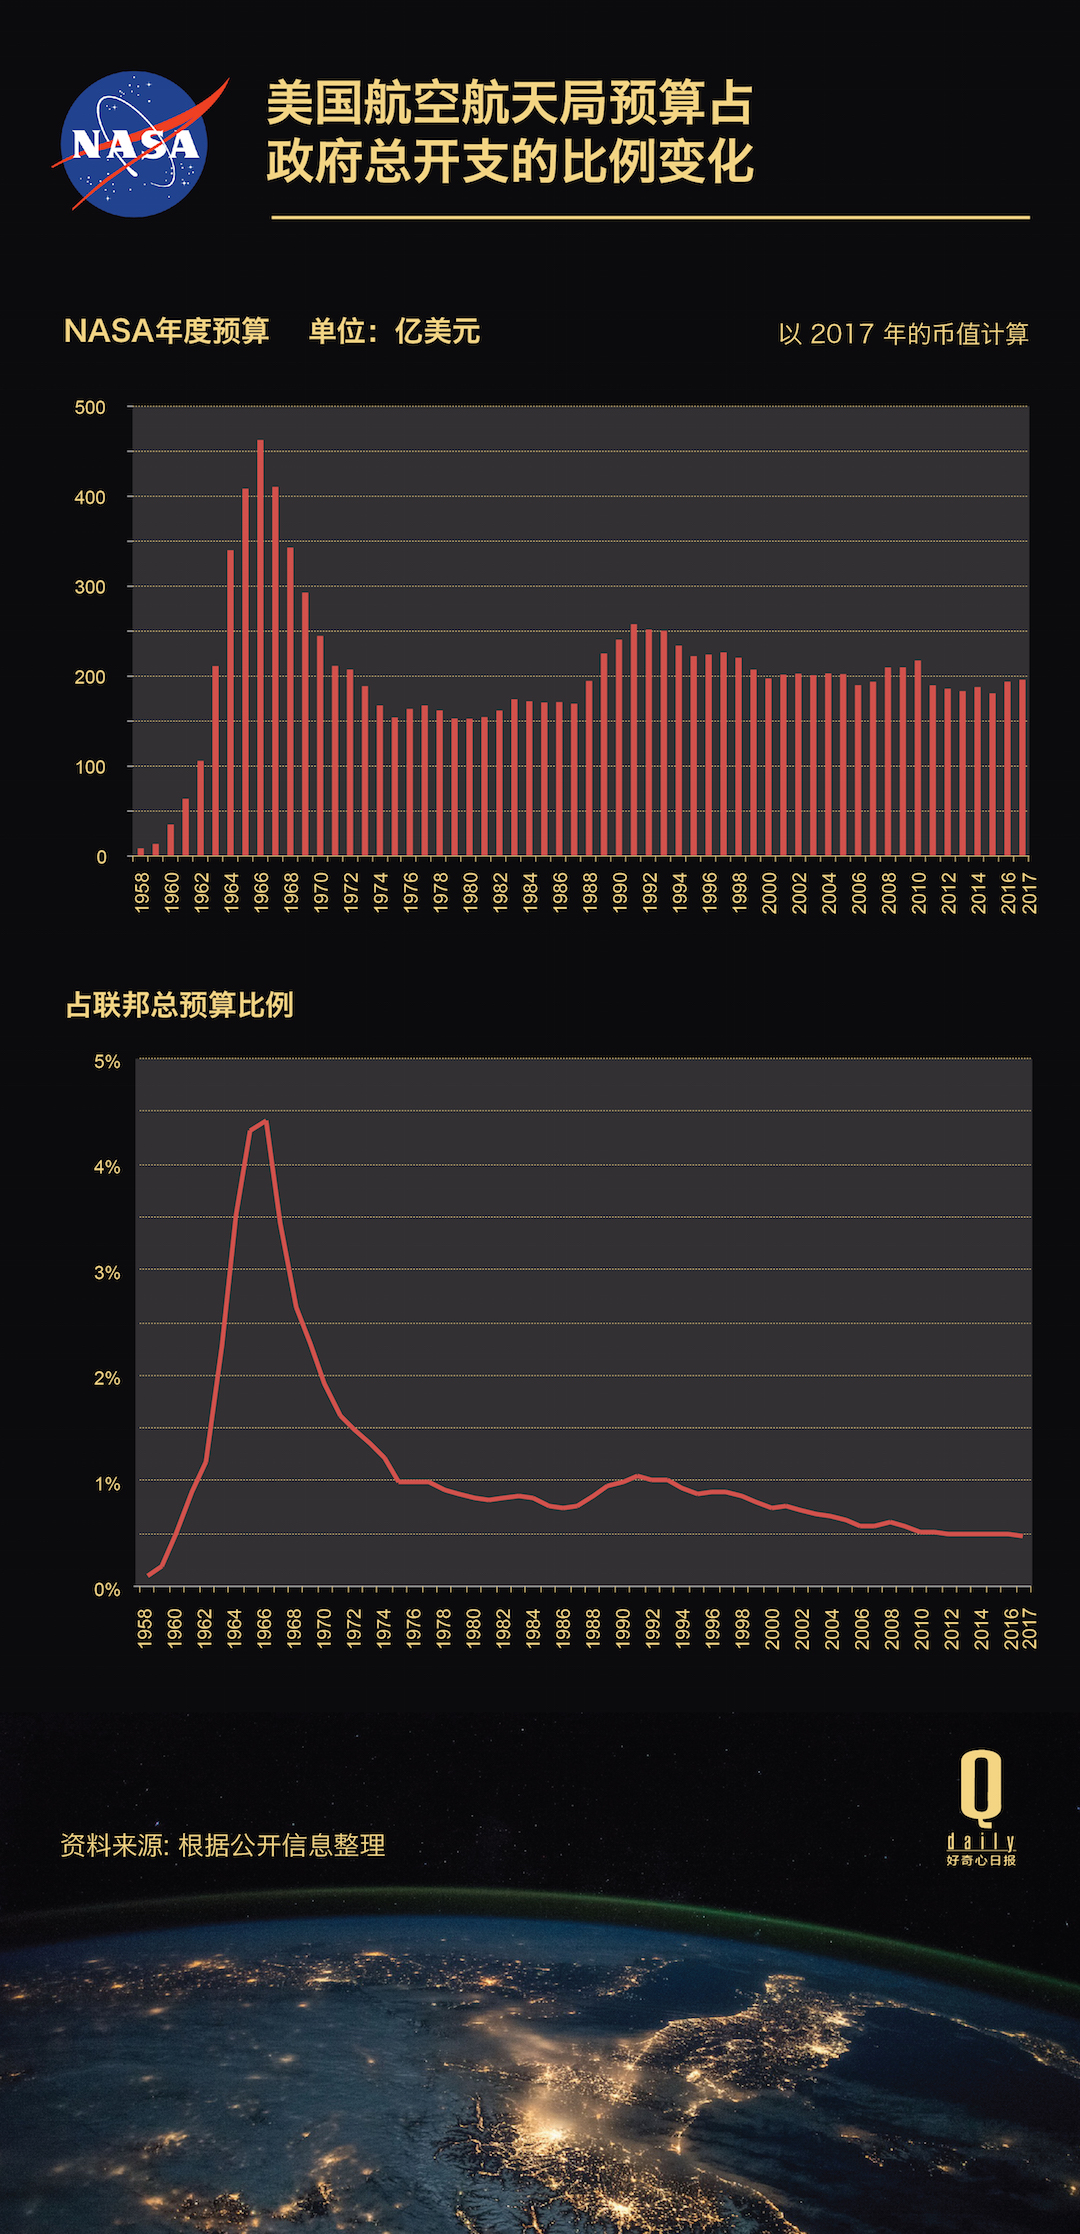 NASA
美国航空航天局预算占
政府总开支的比例变化
NASA年度预算 单位：亿美元
以 2017 年的币值计算
500
400
300
200
100
0
1958 1960 1962 1964 1966 1968 1970 1972 1974 1976 1978 1980 1982 1984 1986 1988 1990 1992 1994 1996 1998 2000 2002 2004 2006 2008 2010 2012 2014 2016 2017
占联邦总预算比例
5%
4%
3%
2%
1%
0%
1958 1960 1962 1964 1966 1968 1970 1972 1974 1976 1978 1980 1982 1984 1986 1988 1990 1992 1994 1996 1998 2000 2002 2004 2006 2008 2010 2012 2014 2016 2017
资料来源: 根据公开信息整理
Q
daily
好奇心日报